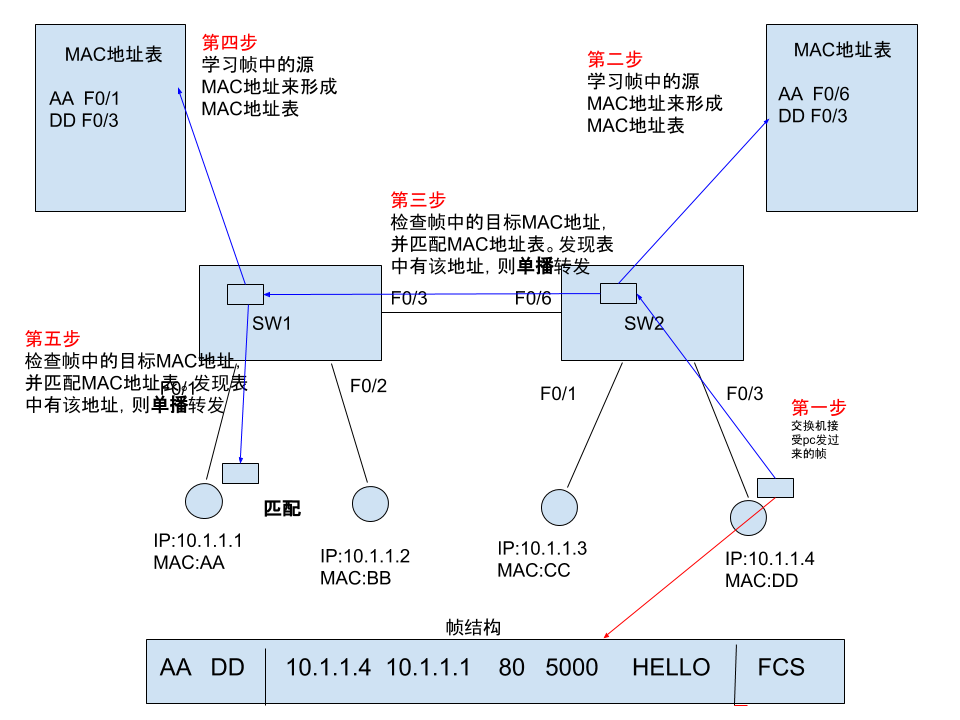 MAC地址表
AA F0/1
DD F0/3
第四步
学习帧中的源
MAC地址来形成
MAC地址表
第二步
学习帧中的源
MAC地址来形成
MAC地址表
MAC地址表
AA F0/6
DD F0/3
第三步
检查帧中的目标MAC地址,
并匹配MAC地址表。发现表
中有该地址, 则单播转发
F0/3
F0/6
SW1
SW2
第五步
检查帧中的目标MAC地址,
并匹配MAC地址表。发现表
中有该地址, 则单播转发
F0/1
F0/2
F0/1
F0/3
第一步
交换机接
受pc发过
来的帧
匹配
IP:10.1.1.1
MAC:AA
IP:10.1.1.2
MAC:BB
IP:10.1.1.3
MAC:CC
IP:10.1.1.4
MAC:DD
帧结构
AA DD 10.1.1.4 10.1.1.1 80 5000 HELLO FCS